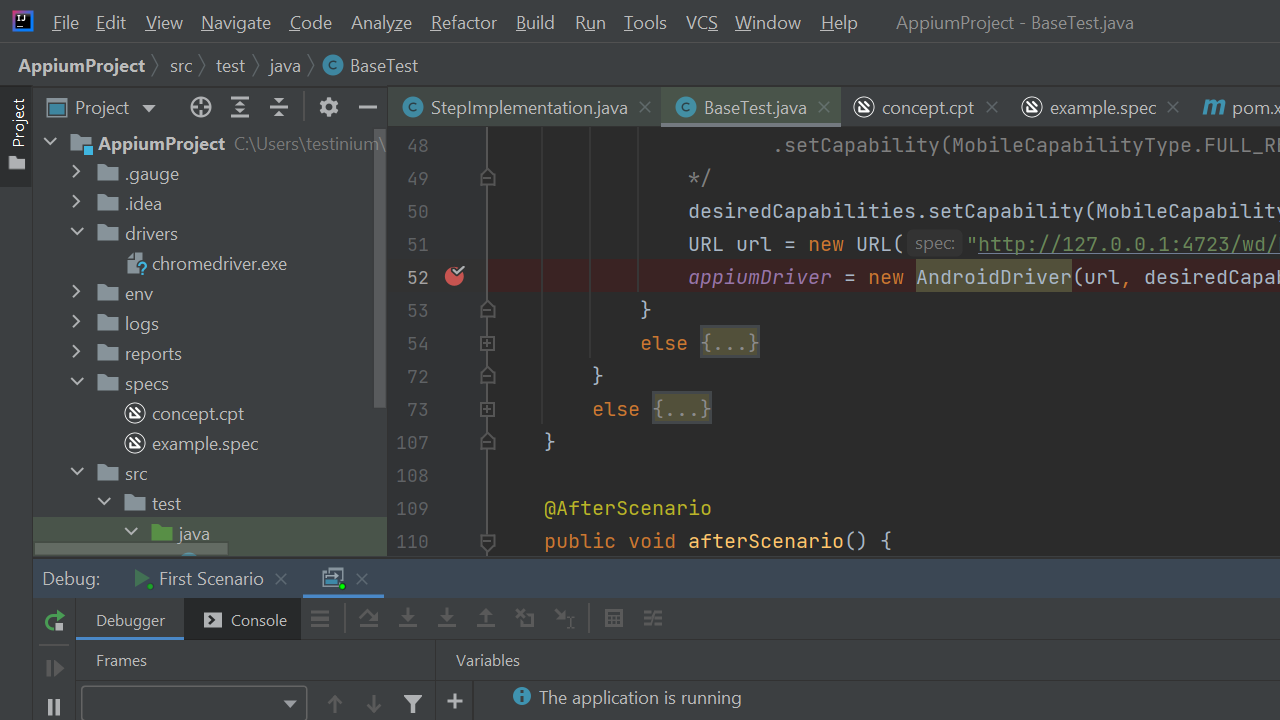 File Edit View Navigate Code Analyze Refactor Build Run Tools VCS Window Help AppiumProject - BaseTest.java
AppiumProject src test java BaseTest
Project
Project
StepImplementation.java BaseTest.java concept.cpt example.spec pom.x
AppiumProject C:\Users\testinium\
.gauge
.idea
drivers
chromedriver.exe
env
logs
reports
specs
concept.cpt
example.spec
src
test
java
48 .setCapability(MobileCapabilityType.FULL_RE
49 */
50 desiredCapabilities.setCapability(MobileCapability
51 URL url = new URL( spec: "http://127.0.0.1:4723/wd/
52 appiumDriver = new AndroidDriver(url, desiredCapab
53 }
54 else {...}
72 }
73 else {...}
107 }
108
109 @AfterScenario
110 public void afterScenario() {
Debug: First Scenario
Debugger Console
Frames Variables
The application is running